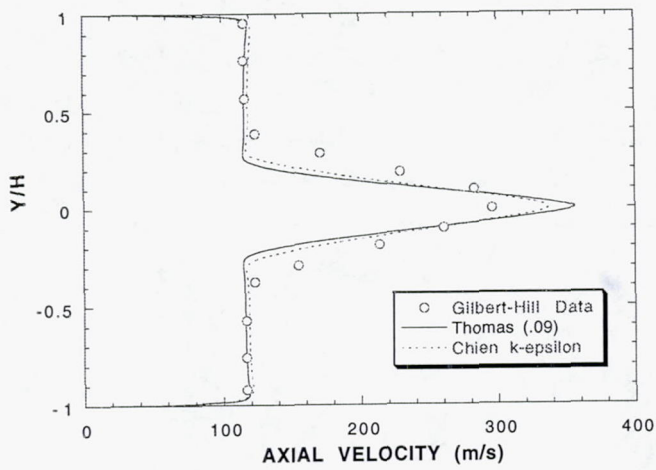 1
0.5
Y/H
0
-0.5
-1
Gilbert-Hill Data
Thomas (.09)
Chien k-epsilon
0 100 200 300 400
AXIAL VELOCITY (m/s)